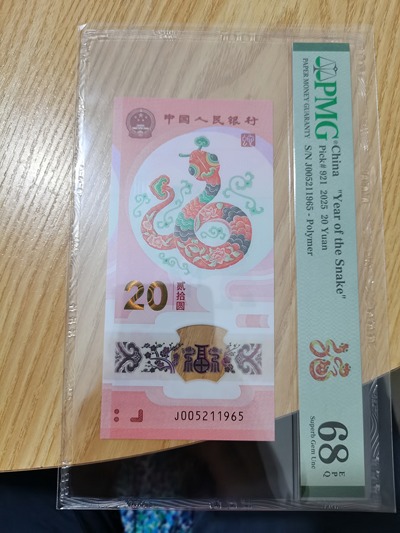 中國人民银行
20
贰拾圆
福
J005211965
PMG
PAPER MONEY GUARANTY
China "Year of the Snake"
Pick# 921 2025 20 Yuan
S/N J005211965 - Polymer
68 EPQ
Superb Gem Unc